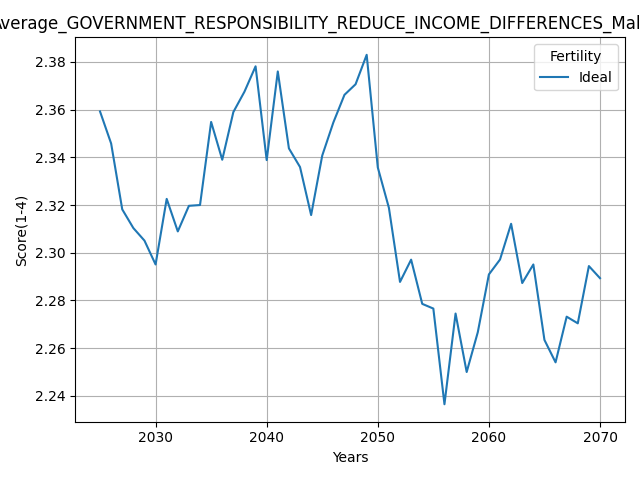 Average_GOVERNMENT_RESPONSIBILITY_REDUCE_INCOME_DIFFERENCES_Mal
Fertility
Ideal
2.38
2.36
2.34
2.32
2.30
2.28
2.26
2.24
Score(1-4)
2030 2040 2050 2060 2070
Years